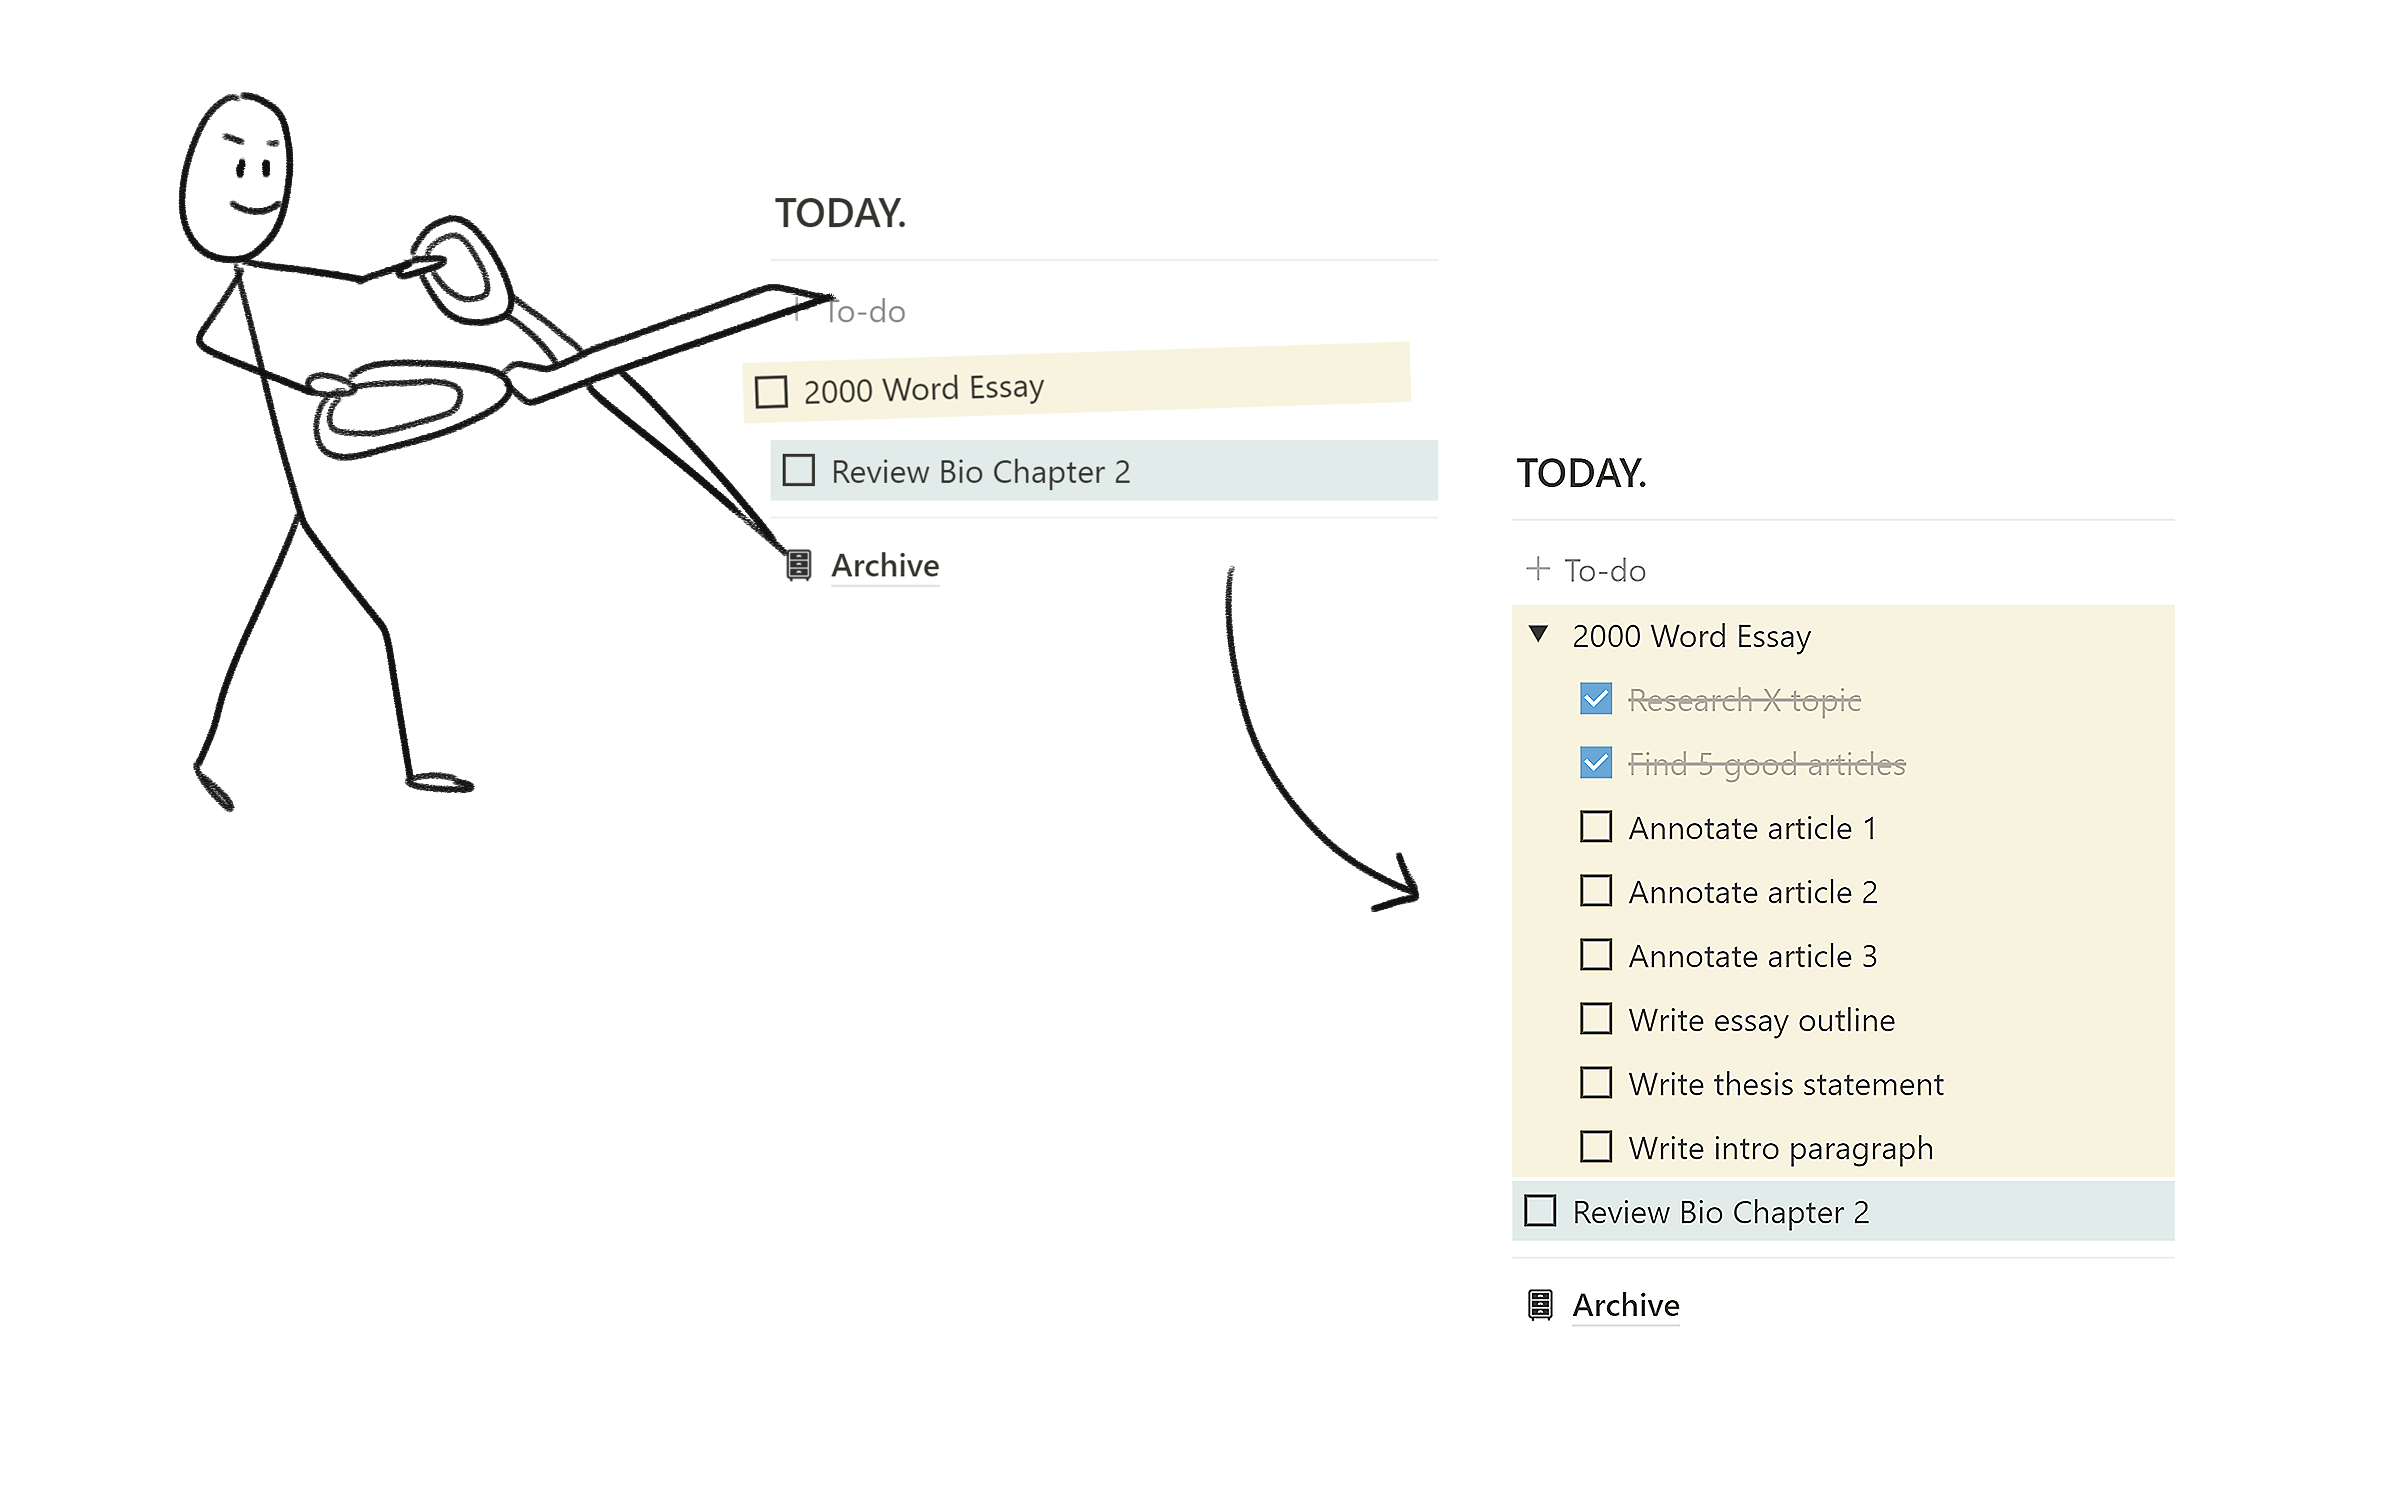 TODAY.
To-do
2000 Word Essay
Review Bio Chapter 2
Archive
TODAY.
+ To-do
2000 Word Essay
Research X topic
Find 5 good articles
Annotate article 1
Annotate article 2
Annotate article 3
Write essay outline
Write thesis statement
Write intro paragraph
Review Bio Chapter 2
Archive